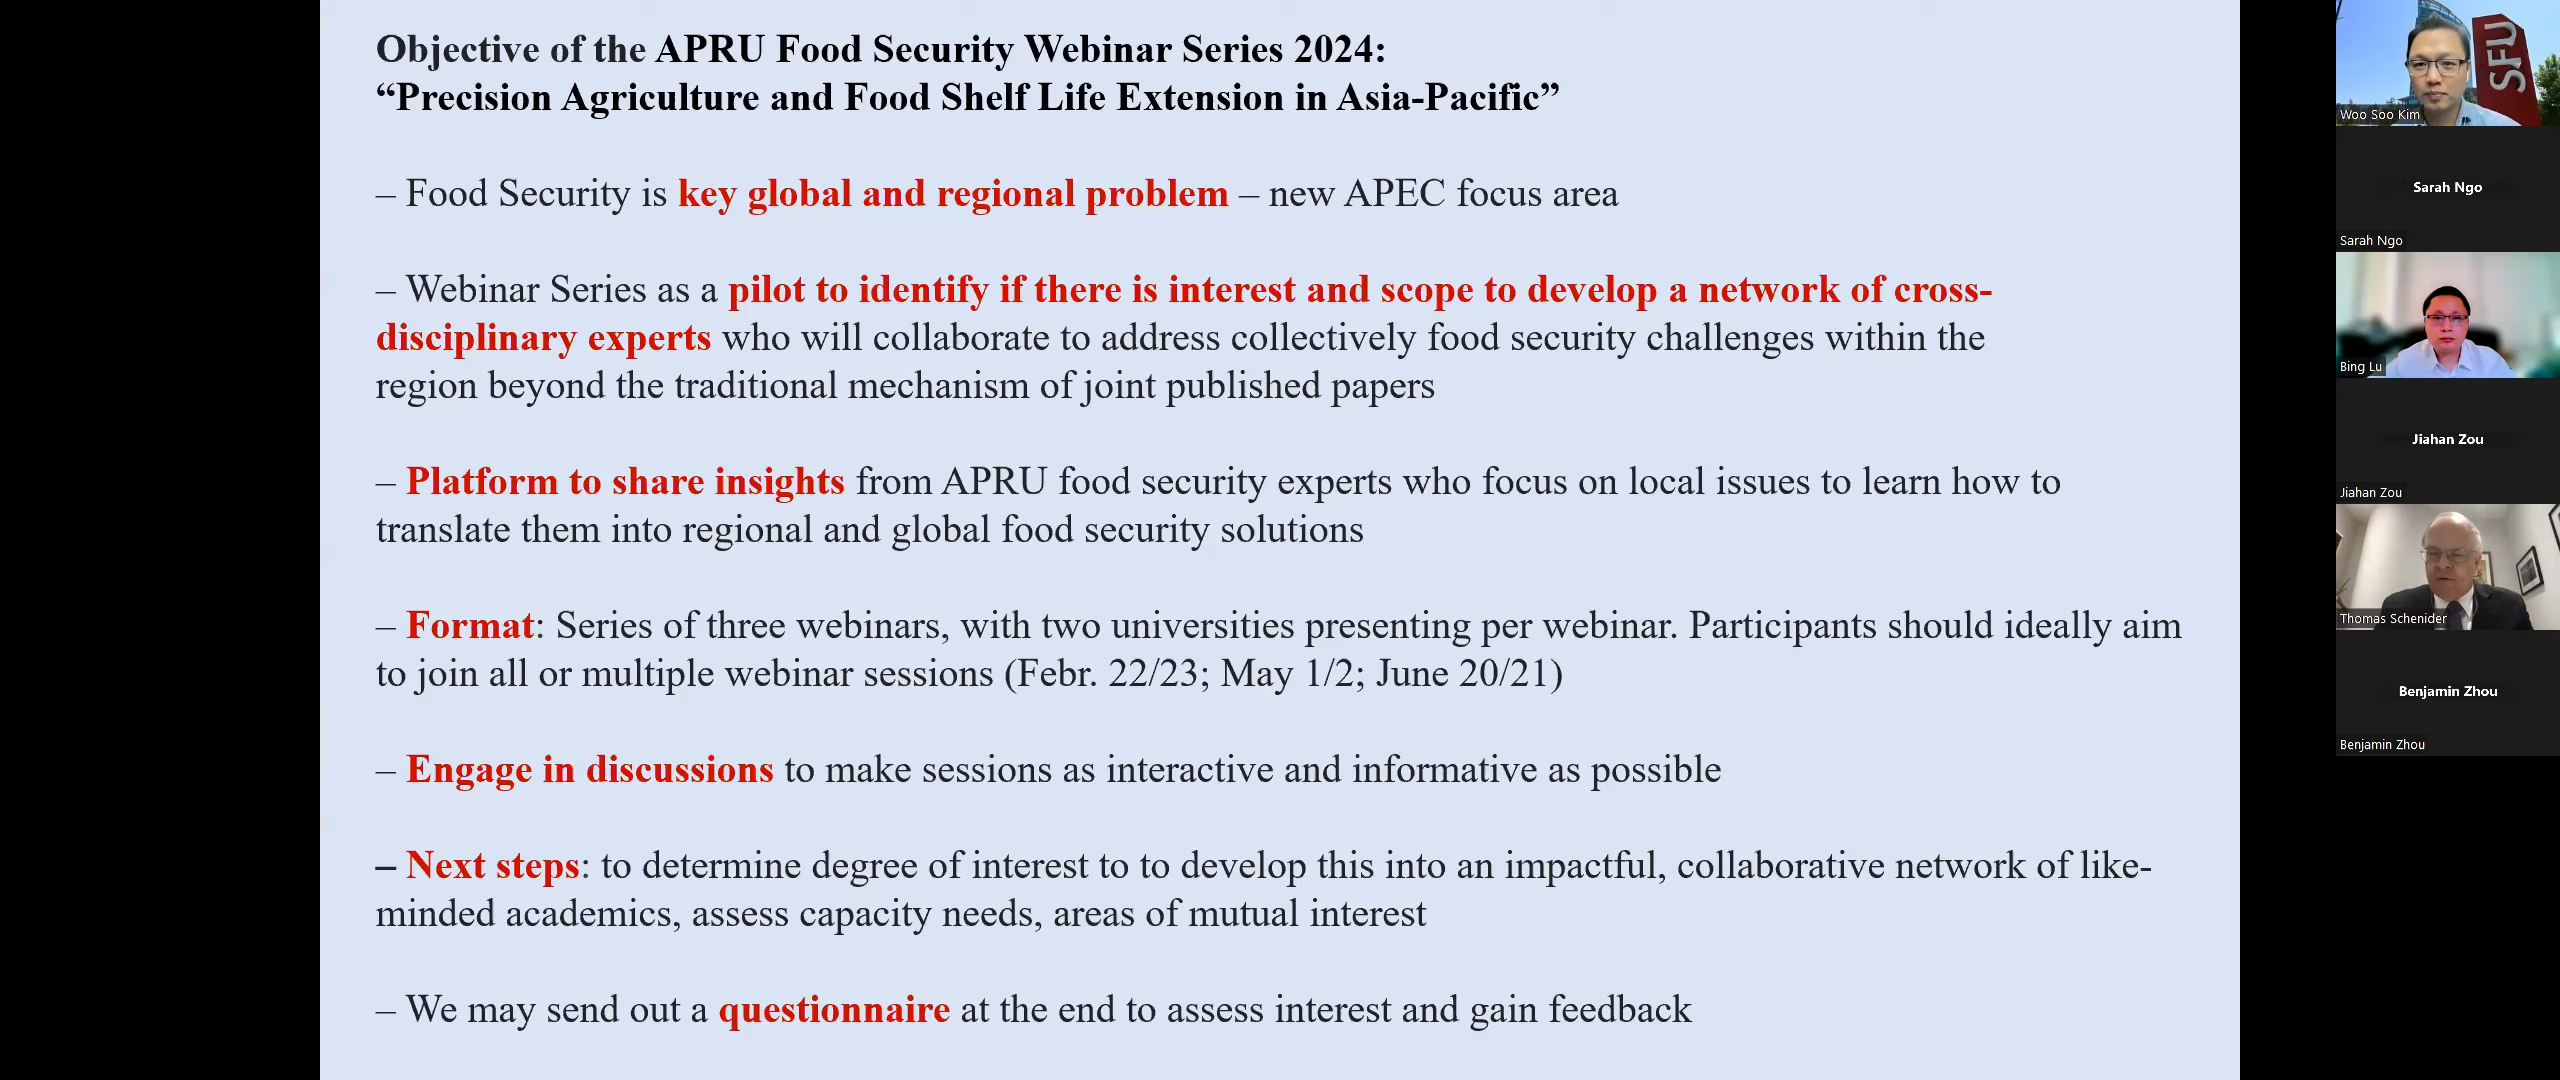 Objective of the APRU Food Security Webinar Series 2024:
“Precision Agriculture and Food Shelf Life Extension in Asia-Pacific”
– Food Security is key global and regional problem – new APEC focus area
– Webinar Series as a pilot to identify if there is interest and scope to develop a network of cross-
disciplinary experts who will collaborate to address collectively food security challenges within the
region beyond the traditional mechanism of joint published papers
– Platform to share insights from APRU food security experts who focus on local issues to learn how to
translate them into regional and global food security solutions
– Format: Series of three webinars, with two universities presenting per webinar. Participants should ideally aim
to join all or multiple webinar sessions (Febr. 22/23; May 1/2; June 20/21)
– Engage in discussions to make sessions as interactive and informative as possible
– Next steps: to determine degree of interest to to develop this into an impactful, collaborative network of like-
minded academics, assess capacity needs, areas of mutual interest
– We may send out a questionnaire at the end to assess interest and gain feedback
SFU
Woo Soo Kim
Sarah Ngo
Sarah Ngo
Bing Lu
Jiahan Zou
Jiahan Zou
Thomas Schenider
Benjamin Zhou
Benjamin Zhou